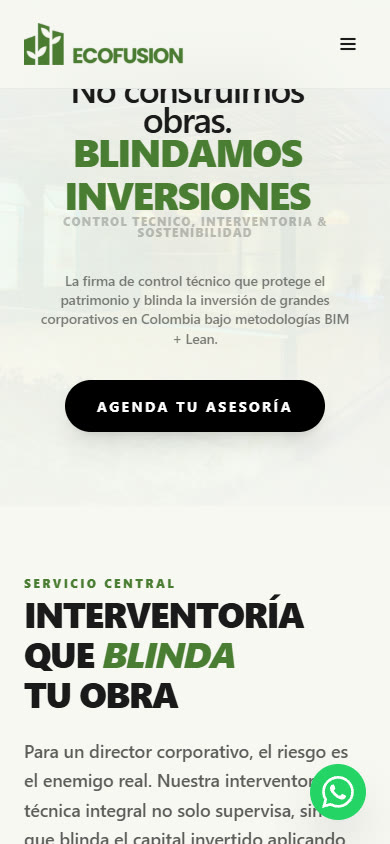 ECOFUSION
No construimos
obras.
BLINDAMOS
INVERSIONES
CONTROL TECNICO, INTERVENTORIA &
SOSTENIBILIDAD
La firma de control técnico que protege el
patrimonio y blinda la inversión de grandes
corporativos en Colombia bajo metodologías BIM
+ Lean.
AGENDA TU ASESORÍA
SERVICIO CENTRAL
INTERVENTORÍA
QUE BLINDA
TU OBRA
Para un director corporativo, el riesgo es
el enemigo real. Nuestra
técnica integral no solo supervisa,
que blinda el capital invertido aplicando